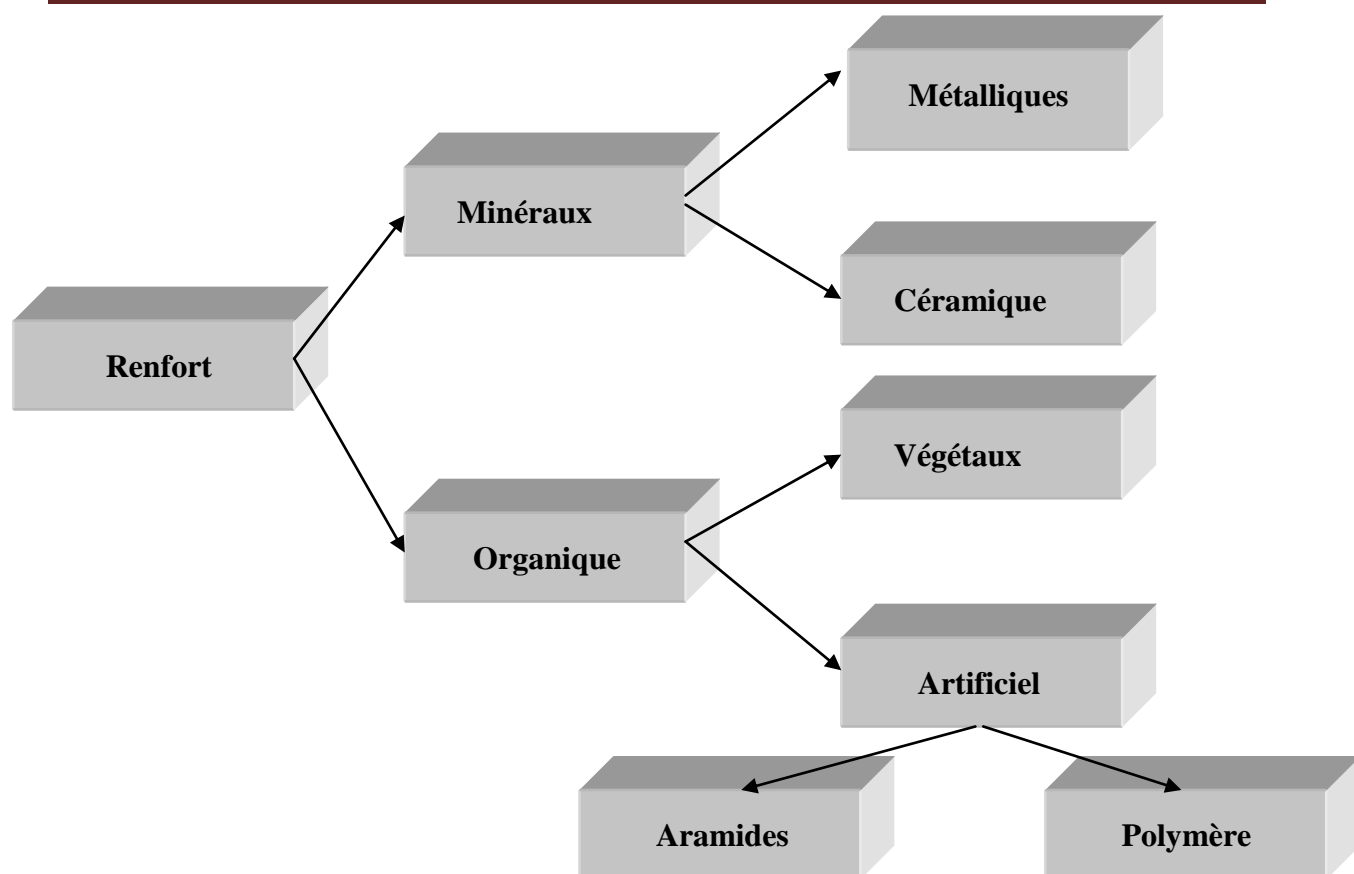 Métalliques
Minéraux
Céramique
Renfort
Végétaux
Organique
Artificiel
Aramides
Polymère